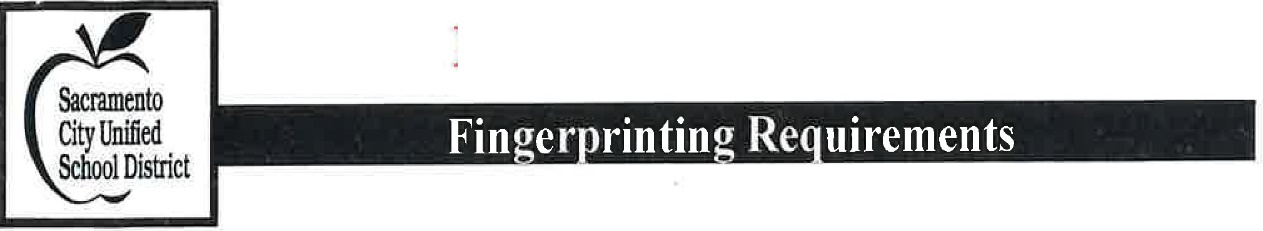 Sacramento
City Unified
School District
Fingerprinting Requirements